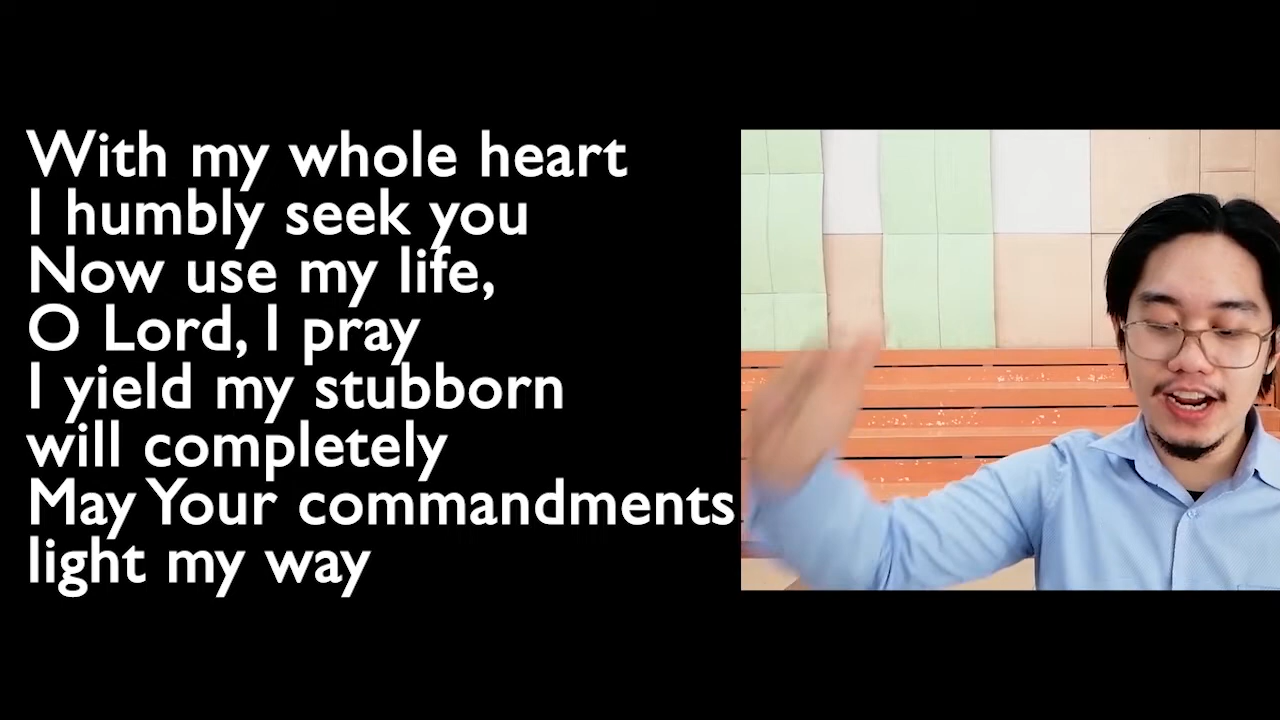 With my whole heart
I humbly seek you
Now use my life,
O Lord, I pray
I yield my stubborn
will completely
May Your commandments
light my way